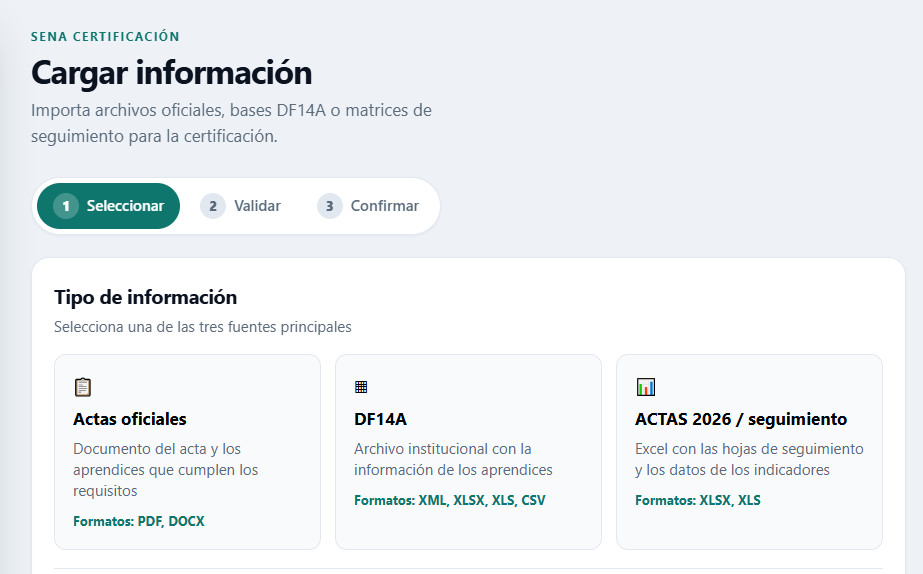 SENA CERTIFICACIÓN
Cargar información
Importa archivos oficiales, bases DF14A o matrices de
seguimiento para la certificación.
1 Seleccionar 2 Validar 3 Confirmar
Tipo de información
Selecciona una de las tres fuentes principales
Actas oficiales
Documento del acta y los
aprendices que cumplen los
requisitos
Formatos: PDF, DOCX
DF14A
Archivo institucional con la
información de los aprendices
Formatos: XML, XLSX, XLS, CSV
ACTAS 2026 / seguimiento
Excel con las hojas de seguimiento
y los datos de los indicadores
Formatos: XLSX, XLS